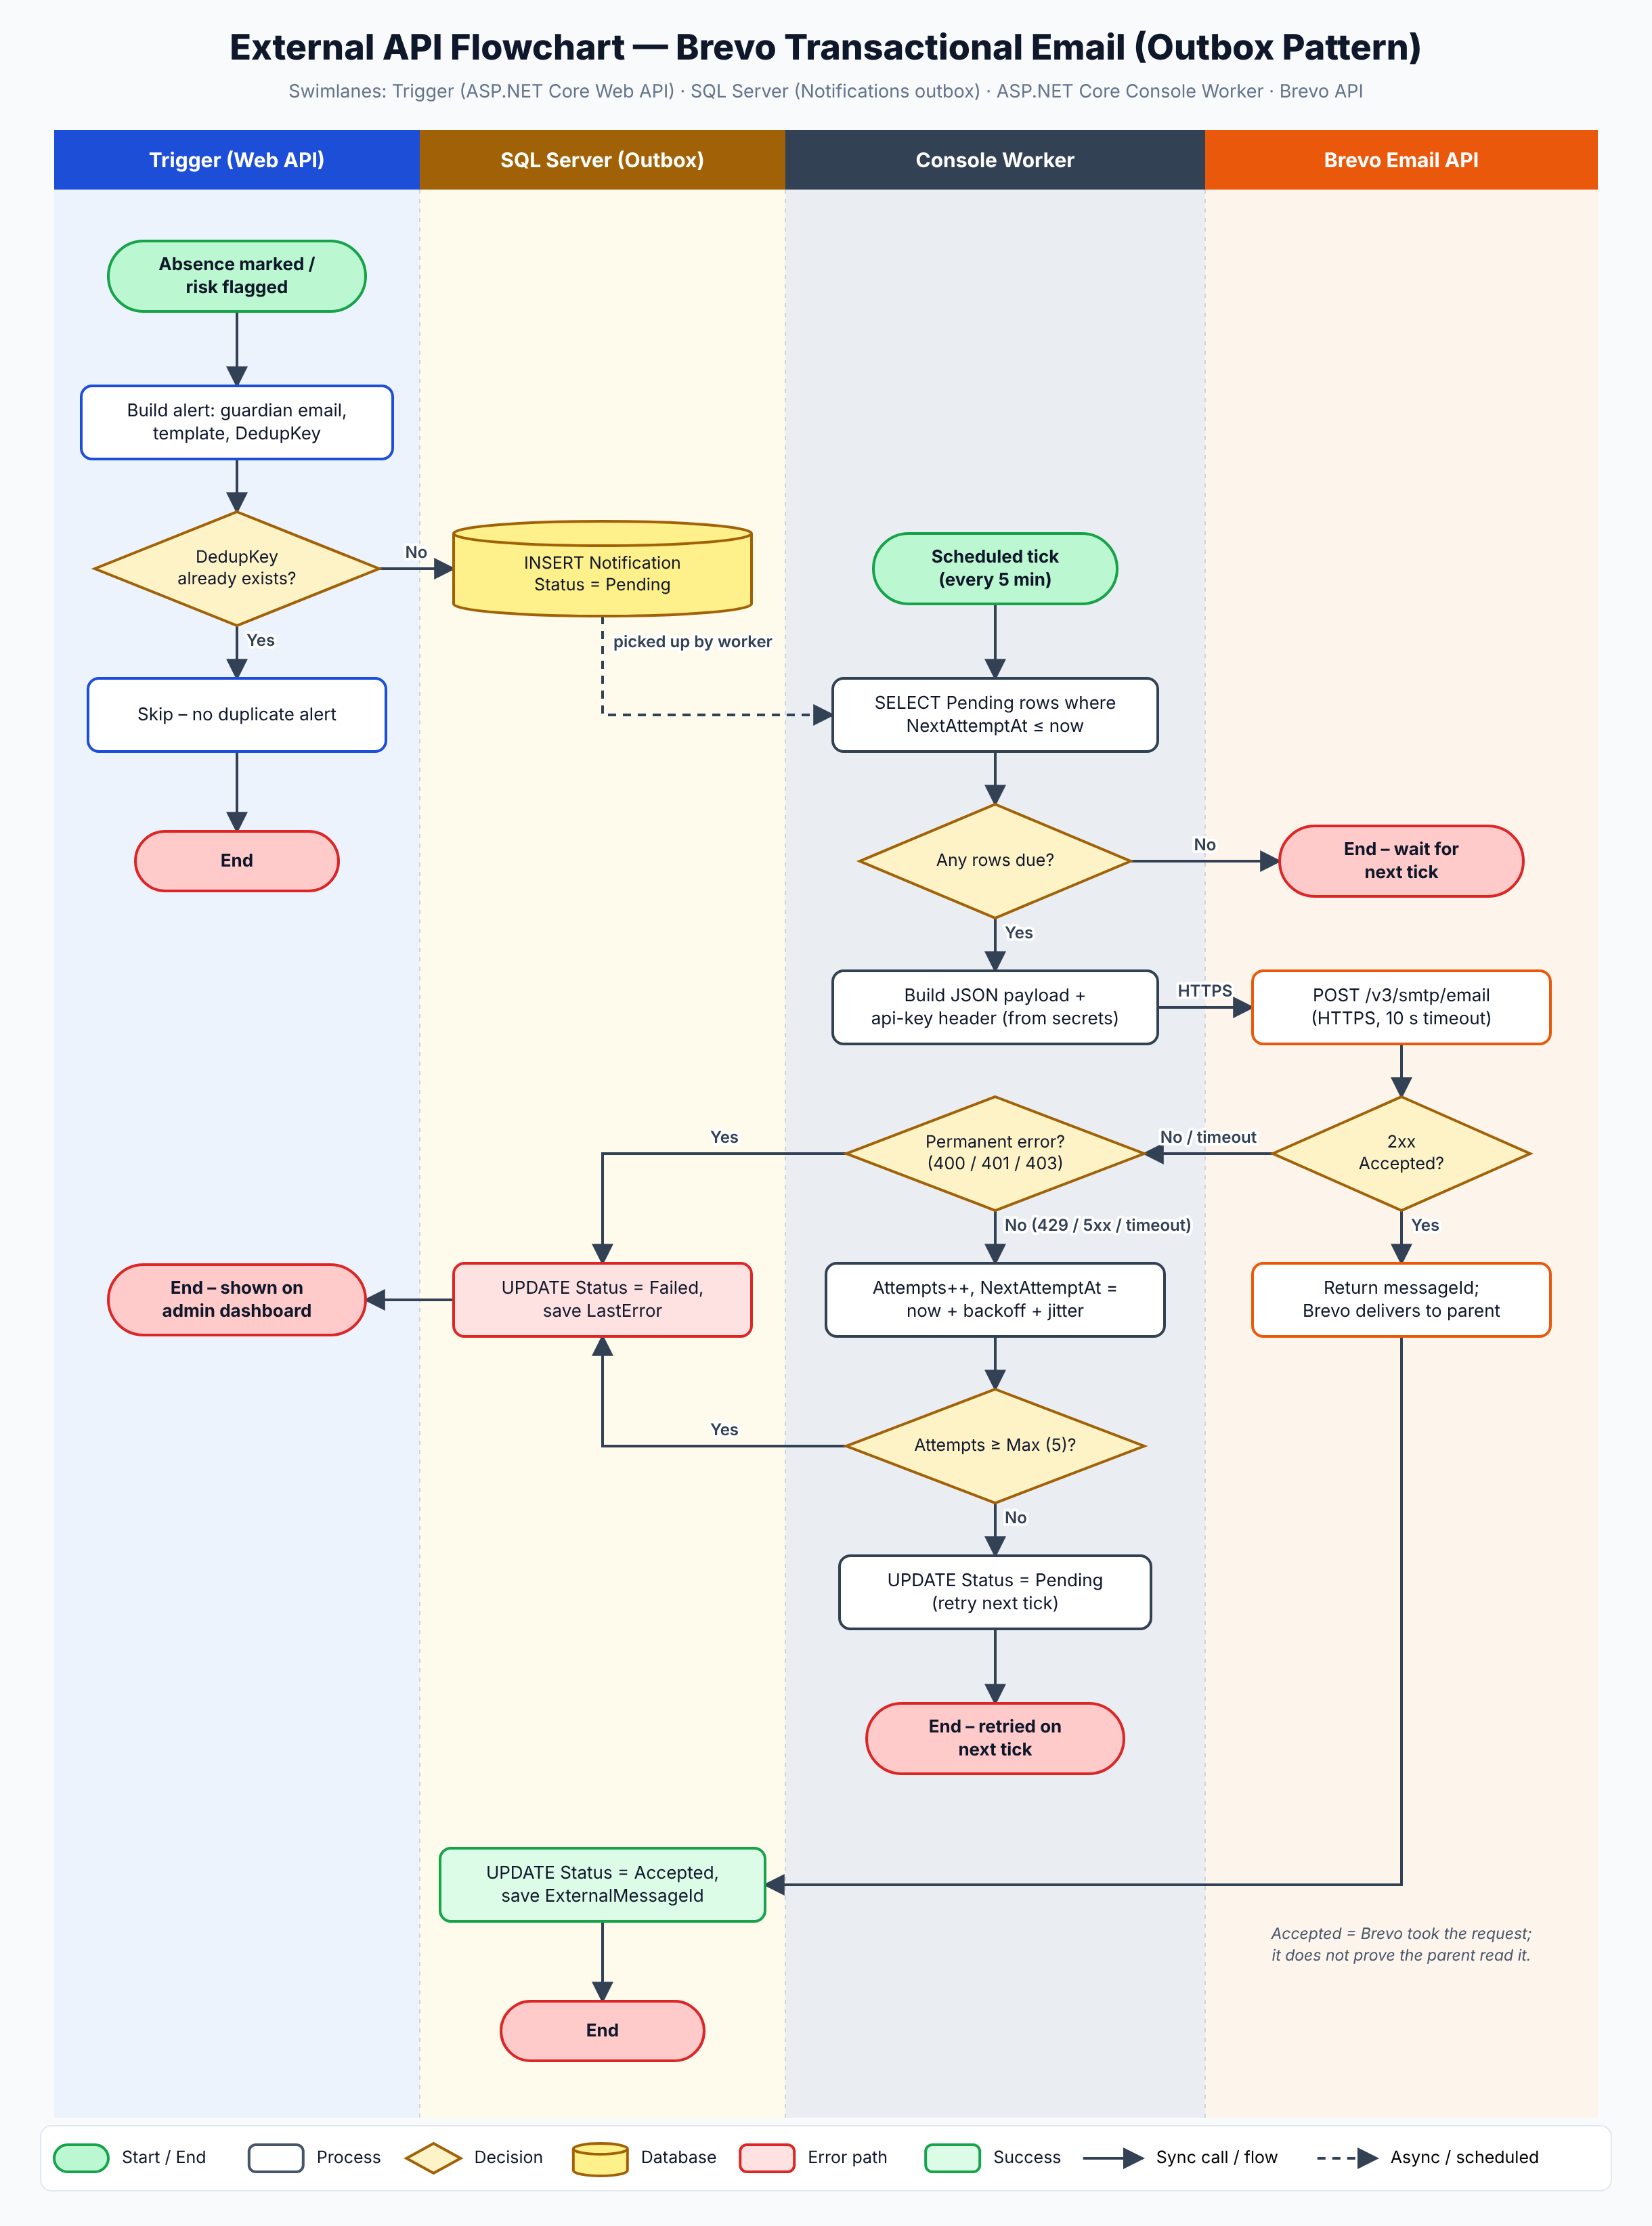 External API Flowchart — Brevo Transactional Email (Outbox Pattern)
Swimlanes: Trigger (ASP.NET Core Web API) · SQL Server (Notifications outbox) · ASP.NET Core Console Worker · Brevo API
Trigger (Web API)
SQL Server (Outbox)
Console Worker
Brevo Email API
Absence marked /
risk flagged
Build alert: guardian email,
template, DedupKey
DedupKey
already exists?
No
INSERT Notification
Status = Pending
Scheduled tick
(every 5 min)
Yes
picked up by worker
Skip – no duplicate alert
SELECT Pending rows where
NextAttemptAt ≤ now
End
Any rows due?
No
End – wait for
next tick
Yes
Build JSON payload +
api-key header (from secrets)
HTTPS
POST /v3/smtp/email
(HTTPS, 10 s timeout)
Yes
Permanent error?
(400 / 401 / 403)
No / timeout
2xx
Accepted?
No (429 / 5xx / timeout)
Yes
End – shown on
admin dashboard
UPDATE Status = Failed,
save LastError
Attempts++, NextAttemptAt =
now + backoff + jitter
Return messageId;
Brevo delivers to parent
Yes
Attempts ≥ Max (5)?
No
UPDATE Status = Pending
(retry next tick)
End – retried on
next tick
UPDATE Status = Accepted,
save ExternalMessageId
Accepted = Brevo took the request;
it does not prove the parent read it.
End
Start / End
Process
Decision
Database
Error path
Success
Sync call / flow
Async / scheduled